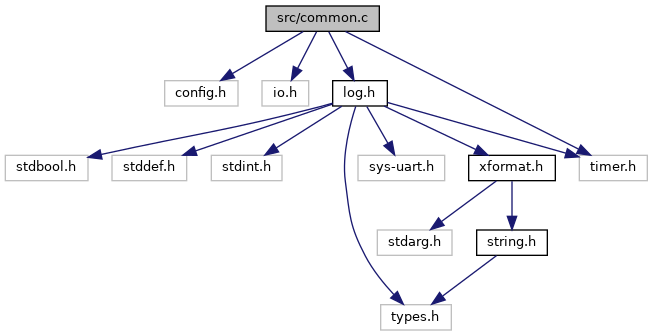 src/common.c
config.h
io.h
log.h
stdbool.h
stddef.h
stdint.h
sys-uart.h
xformat.h
timer.h
stdarg.h
string.h
types.h